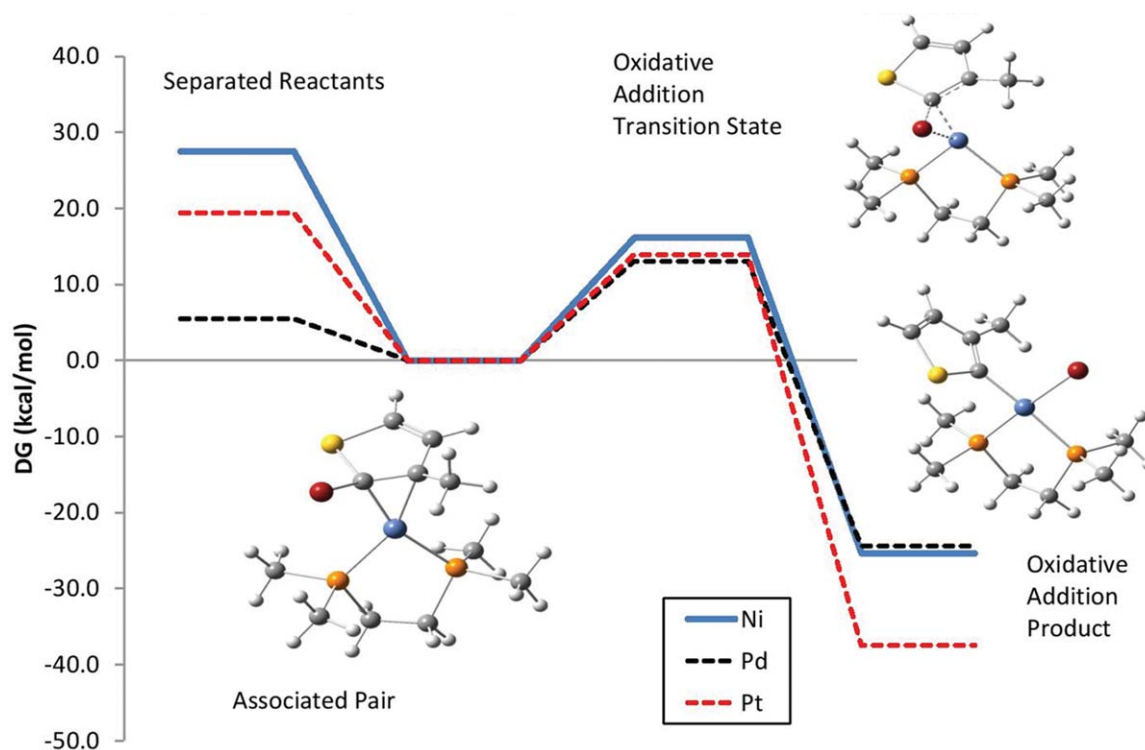 40.0
30.0
20.0
10.0
0.0
-10.0
-20.0
-30.0
-40.0
-50.0
DG (kcal/mol)
Separated Reactants
Oxidative
Addition
Transition State
Associated Pair
Oxidative
Addition
Product
Ni
Pd
Pt